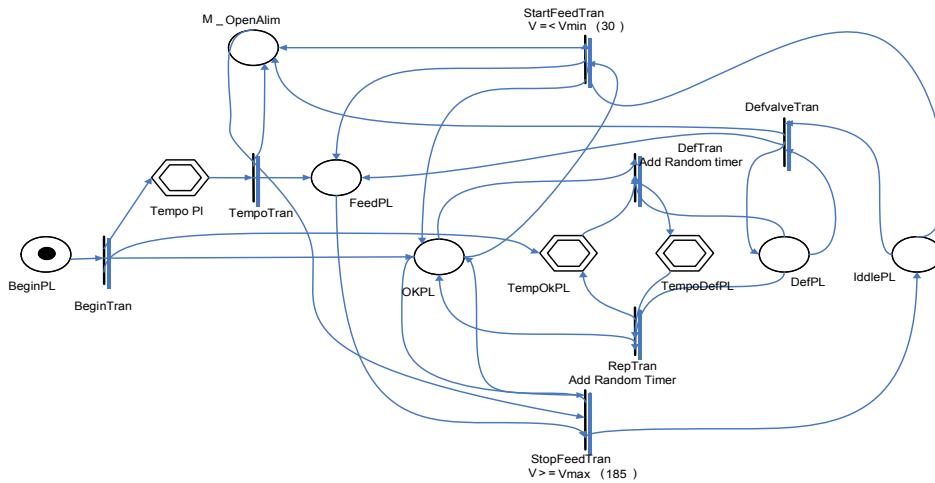 StartFeedTran
V =< Vmin (30)
M _ OpenAlim
DefvalveTran
DefTran
Add Random timer
Tempo Pl
TempoTran
FeedPL
BeginPL
BeginTran
OKPL
TempOkPL
TempoDefPL
DefPL
IddlePL
RepTran
Add Random Timer
StopFeedTran
V >= Vmax (185)